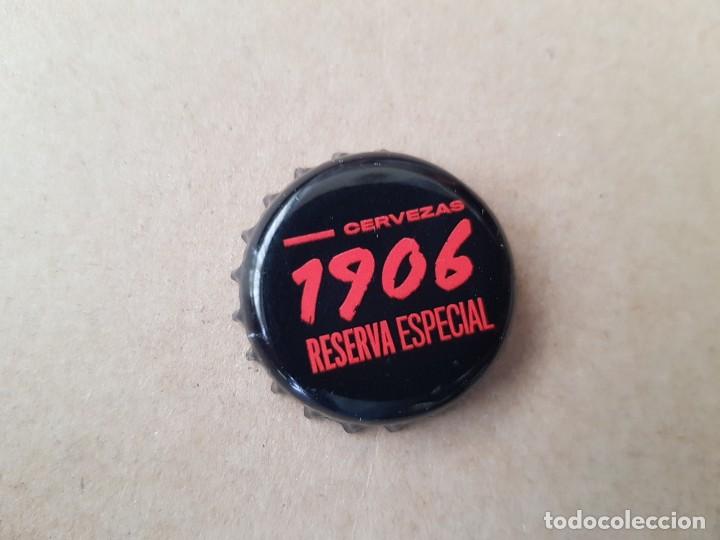 CERVEZAS
1906
RESERVA ESPECIAL
todocoleccion